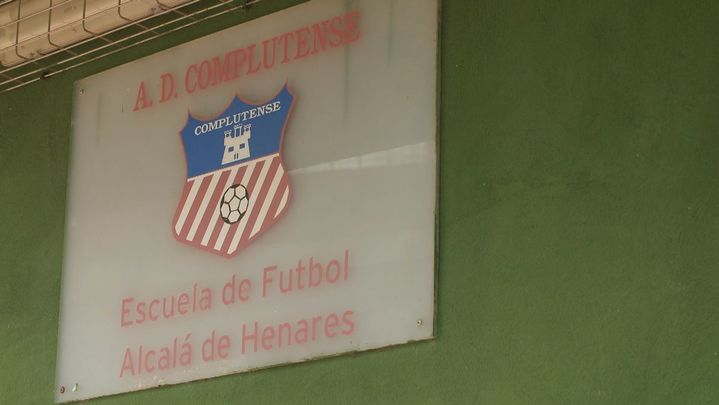 A. D. COMPLUTENSE
COMPLUTENSE
Escuela de Futbol
Alcalá de Henares